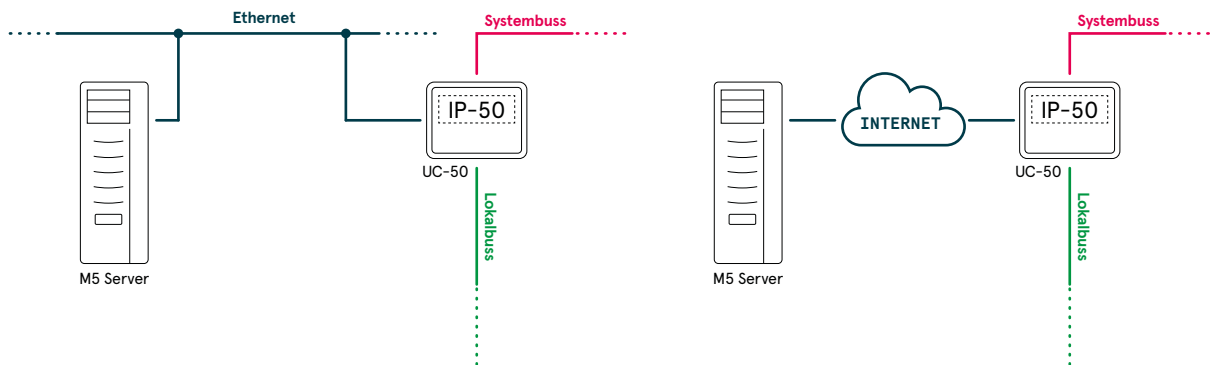 Ethernet
Systembuss
IP-50
UC-50
Lokalbuss
M5 Server
Systembuss
INTERNET
IP-50
UC-50
Lokalbuss
M5 Server